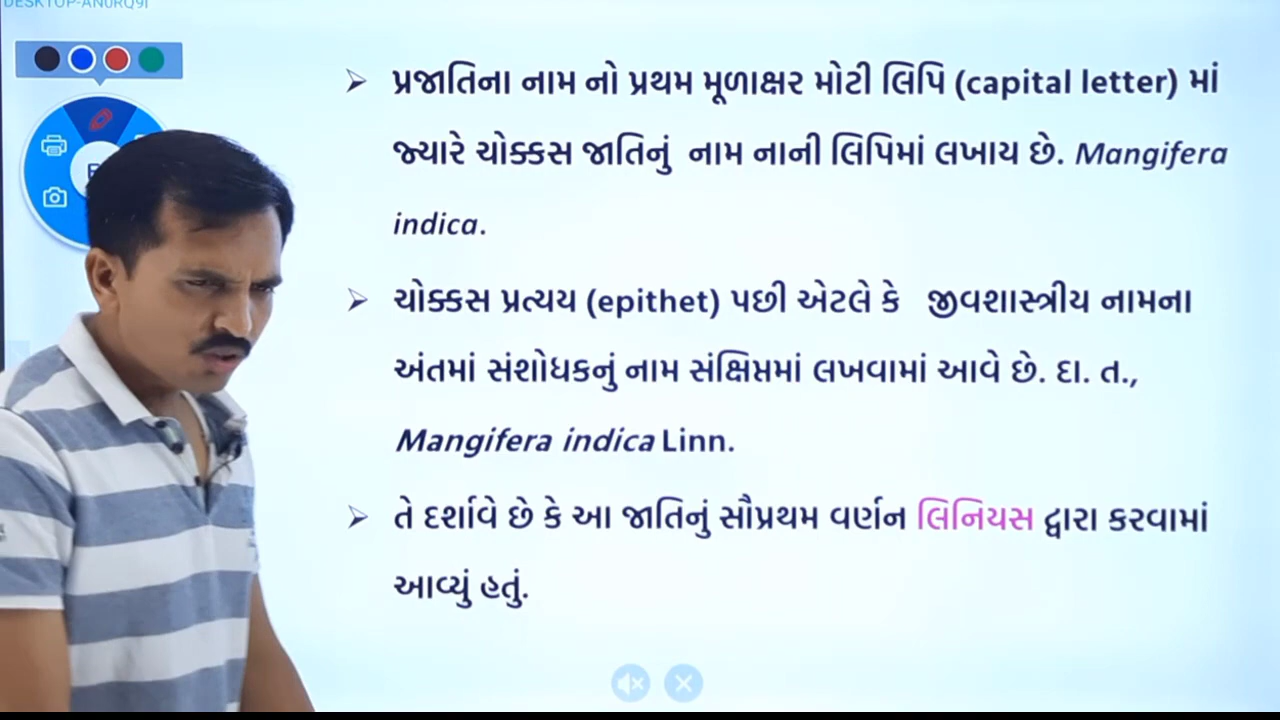 DESKTOP-AN0RQ9I
પ્રજાતિના નામ નો પ્રથમ મૂળાક્ષર મોટી લિપિ (capital letter) માં
જ્યારે ચોક્કસ જાતિનું નામ નાની લિપિમાં લખાય છે. Mangifera
indica.
ચોક્કસ પ્રત્યય (epithet) પછી એટલે કે જીવશાસ્ત્રીય નામના
અંતમાં સંશોધકનું નામ સંક્ષિપ્તમાં લખવામાં આવે છે. દા. ત.,
Mangifera indica Linn.
તે દર્શાવે છે કે આ જાતિનું સૌપ્રથમ વર્ણન લિનિયસ દ્વારા કરવામાં
આવ્યું હતું.